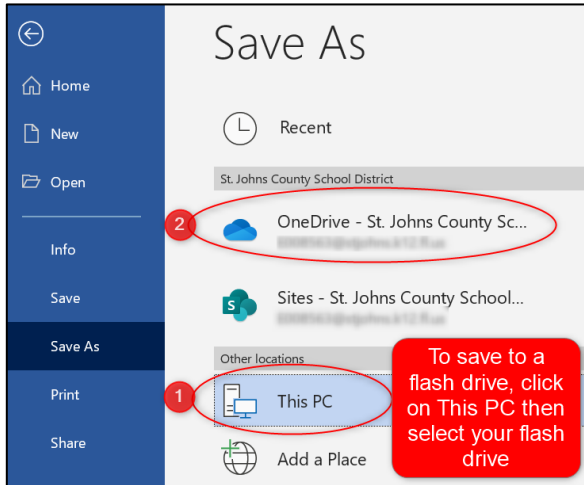 Save As
Home
New
Open
Info
Save
Save As
Print
Share
Recent
St. Johns County School District
2
OneDrive - St. Johns County Sc...
S
Sites - St. Johns County School...
Other locations
1
This PC
Add a Place
To save to a
flash drive, click
on This PC then
select your flash
drive